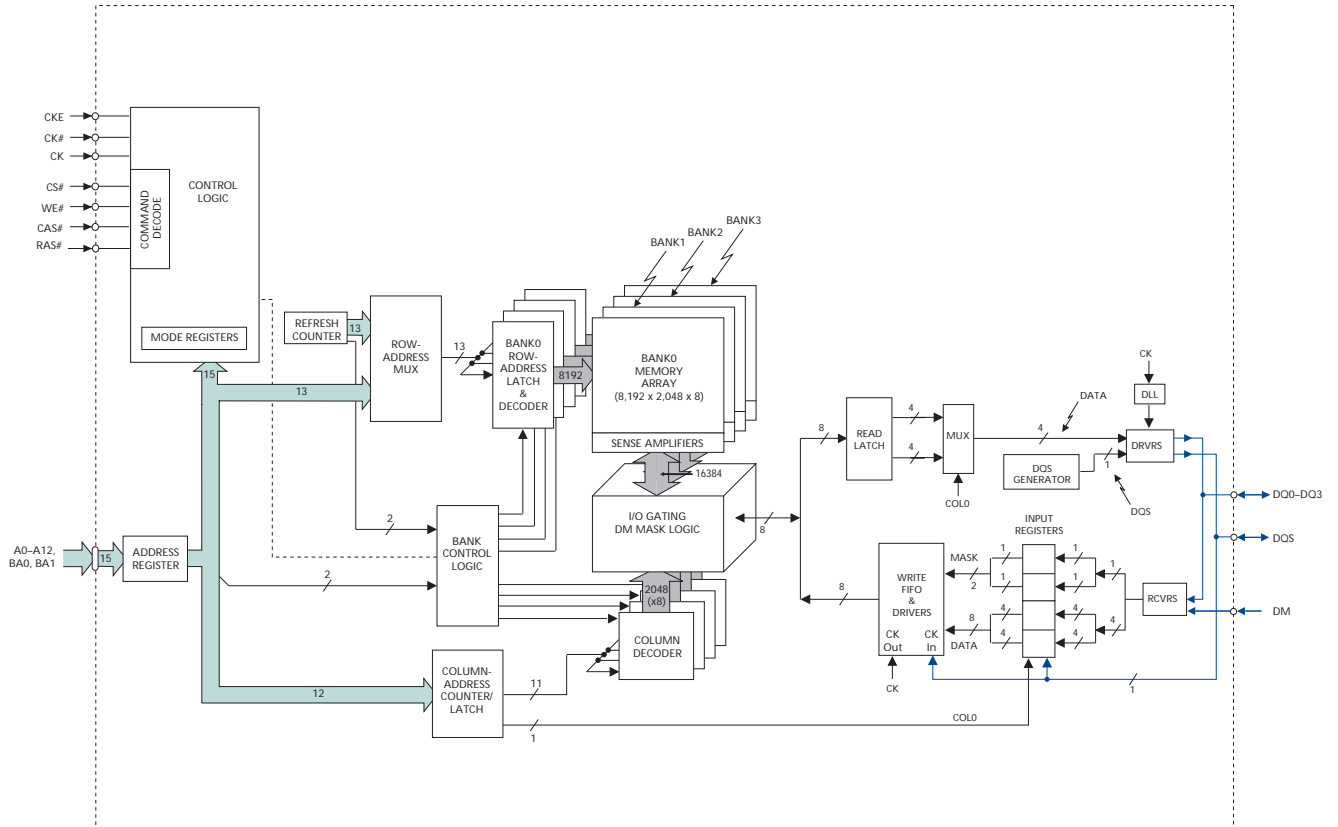 CKE
CK#
CK
CS#
WE#
CAS#
RAS#
COMMAND
DECODE
CONTROL
LOGIC
MODE REGISTERS
15
13
REFRESH
COUNTER
13
ROW-
ADDRESS
MUX
13
BANK0
ROW-
ADDRESS
LATCH
&
DECODER
8192
BANK1
BANK2
BANK3
BANK0
MEMORY
ARRAY
(8,192 x 2,048 x 8)
SENSE AMPLIFIERS
16384
I/O GATING
DM MASK LOGIC
8
2048
(x8)
COLUMN
DECODER
A0–A12,
BA0, BA1
15
ADDRESS
REGISTER
2
2
BANK
CONTROL
LOGIC
12
COLUMN-
ADDRESS
COUNTER/
LATCH
11
1
COL0
8
READ
LATCH
4
4
MUX
COL0
4
DATA
CK
DLL
DRVRS
DQS
GENERATOR
1
DQS
DQ0–DQ3
DQS
DM
INPUT
REGISTERS
8
WRITE
FIFO
&
DRIVERS
CK
Out
CK
In
CK
MASK
2
8
DATA
1
1
4
4
1
1
4
4
1
4
RCVRS
1